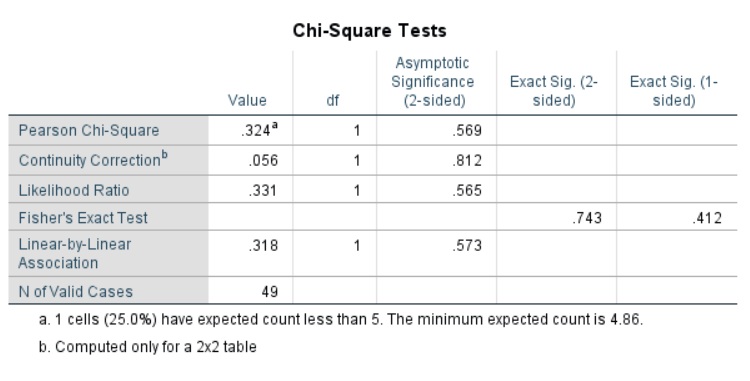 Chi-Square Tests
Value df Asymptotic Significance (2-sided) Exact Sig. (2-sided) Exact Sig. (1-sided)
Pearson Chi-Square .324a 1 .569
Continuity Correctionb .056 1 .812
Likelihood Ratio .331 1 .565
Fisher's Exact Test .743 .412
Linear-by-Linear Association .318 1 .573
N of Valid Cases 49
a. 1 cells (25.0%) have expected count less than 5. The minimum expected count is 4.86.
b. Computed only for a 2x2 table